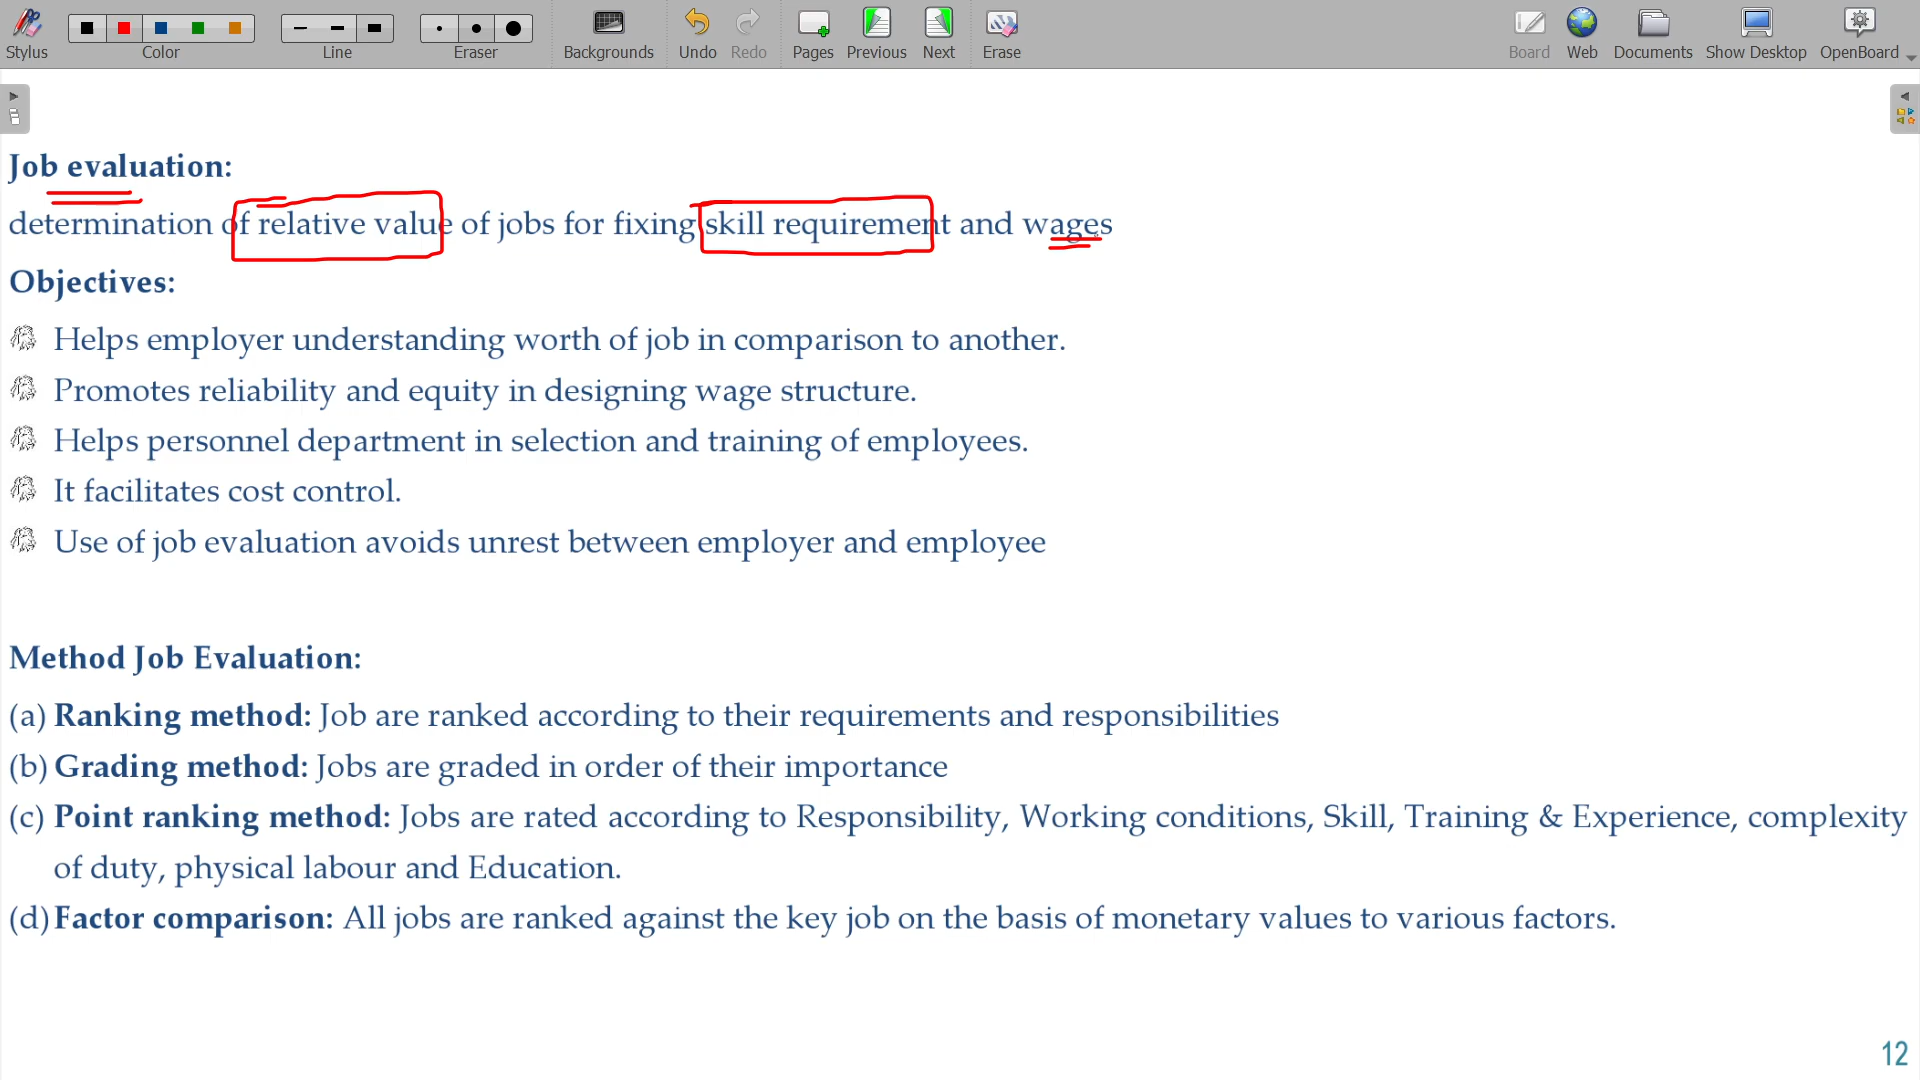 Stylus
Color
Line
Eraser
Backgrounds
Undo
Redo
Pages
Previous
Next
Erase
Board
Web
Documents
Show Desktop
OpenBoard
Job evaluation:
determination of relative value of jobs for fixing skill requirement and wages
Objectives:
Helps employer understanding worth of job in comparison to another.
Promotes reliability and equity in designing wage structure.
Helps personnel department in selection and training of employees.
It facilitates cost control.
Use of job evaluation avoids unrest between employer and employee
Method Job Evaluation:
(a) Ranking method: Job are ranked according to their requirements and responsibilities
(b) Grading method: Jobs are graded in order of their importance
(c) Point ranking method: Jobs are rated according to Responsibility, Working conditions, Skill, Training & Experience, complexity
of duty, physical labour and Education.
(d) Factor comparison: All jobs are ranked against the key job on the basis of monetary values to various factors.
12